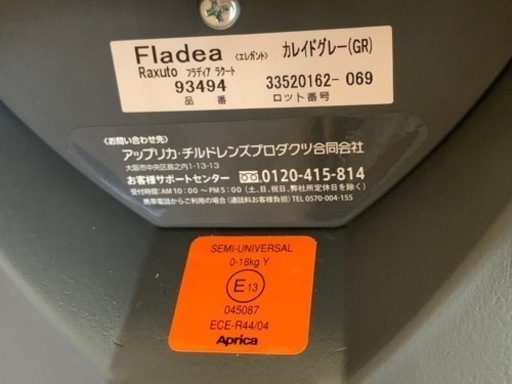 Fladea （エレガント） カレイドグレー(GR)
Raxuto フラディア ラクート
93494 33520162-069
品番 ロット番号
<お問い合わせ先>
アップリカ・チルドレンズプロダクツ合同会社
大阪市中央区島之内1-13-13
お客様サポートセンター 0120-415-814
受付時間:AM10:00〜PM5:00（土、日、祝日、弊社所定休日を除く）
携帯電話からご利用の場合（通話料お客様負担）TEL0570-004-155
SEMI-UNIVERSAL
0-18kg Y
E13
045087
ECE-R44/04
Aprica